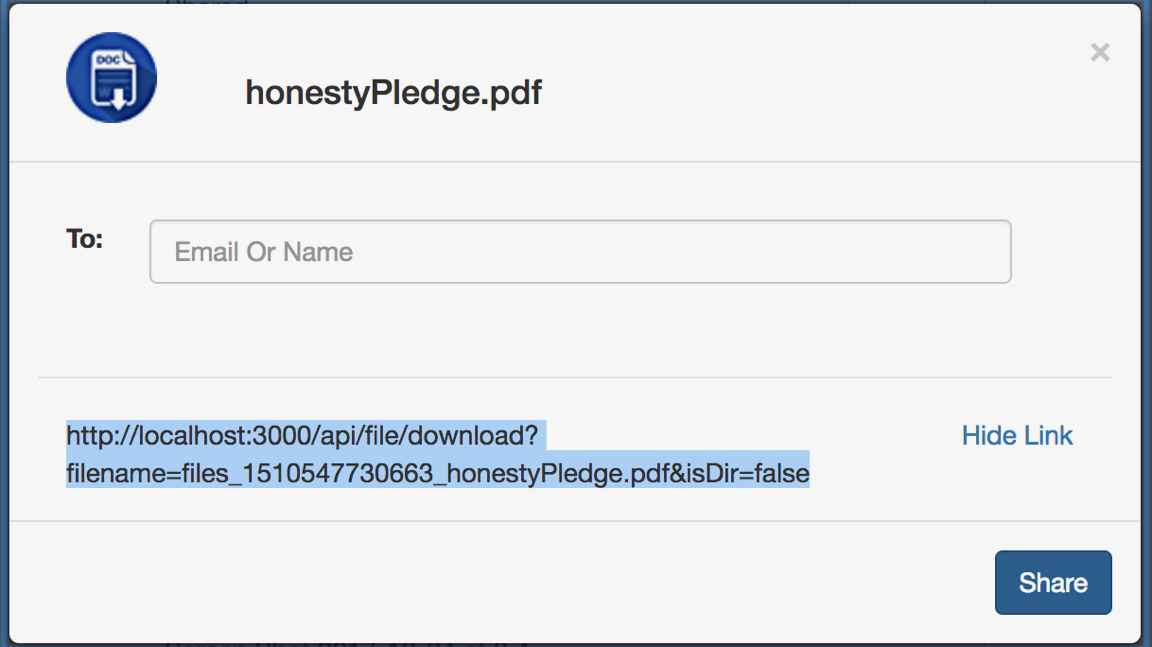 DOC
W
honestyPledge.pdf
×
To:
Email Or Name
http://localhost:3000/api/file/download?
filename=files_1510547730663_honestyPledge.pdf&isDir=false
Hide Link
Share